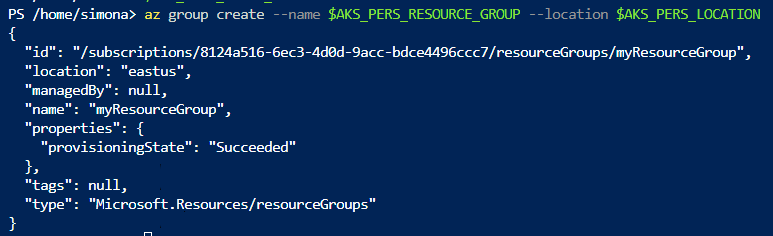 PS /home/simona> az group create --name $AKS_PERS_RESOURCE_GROUP --location $AKS_PERS_LOCATION
{
  "id": "/subscriptions/8124a516-6ec3-4d0d-9acc-bdce4496ccc7/resourceGroups/myResourceGroup",
  "location": "eastus",
  "managedBy": null,
  "name": "myResourceGroup",
  "properties": {
    "provisioningState": "Succeeded"
  },
  "tags": null,
  "type": "Microsoft.Resources/resourceGroups"
}